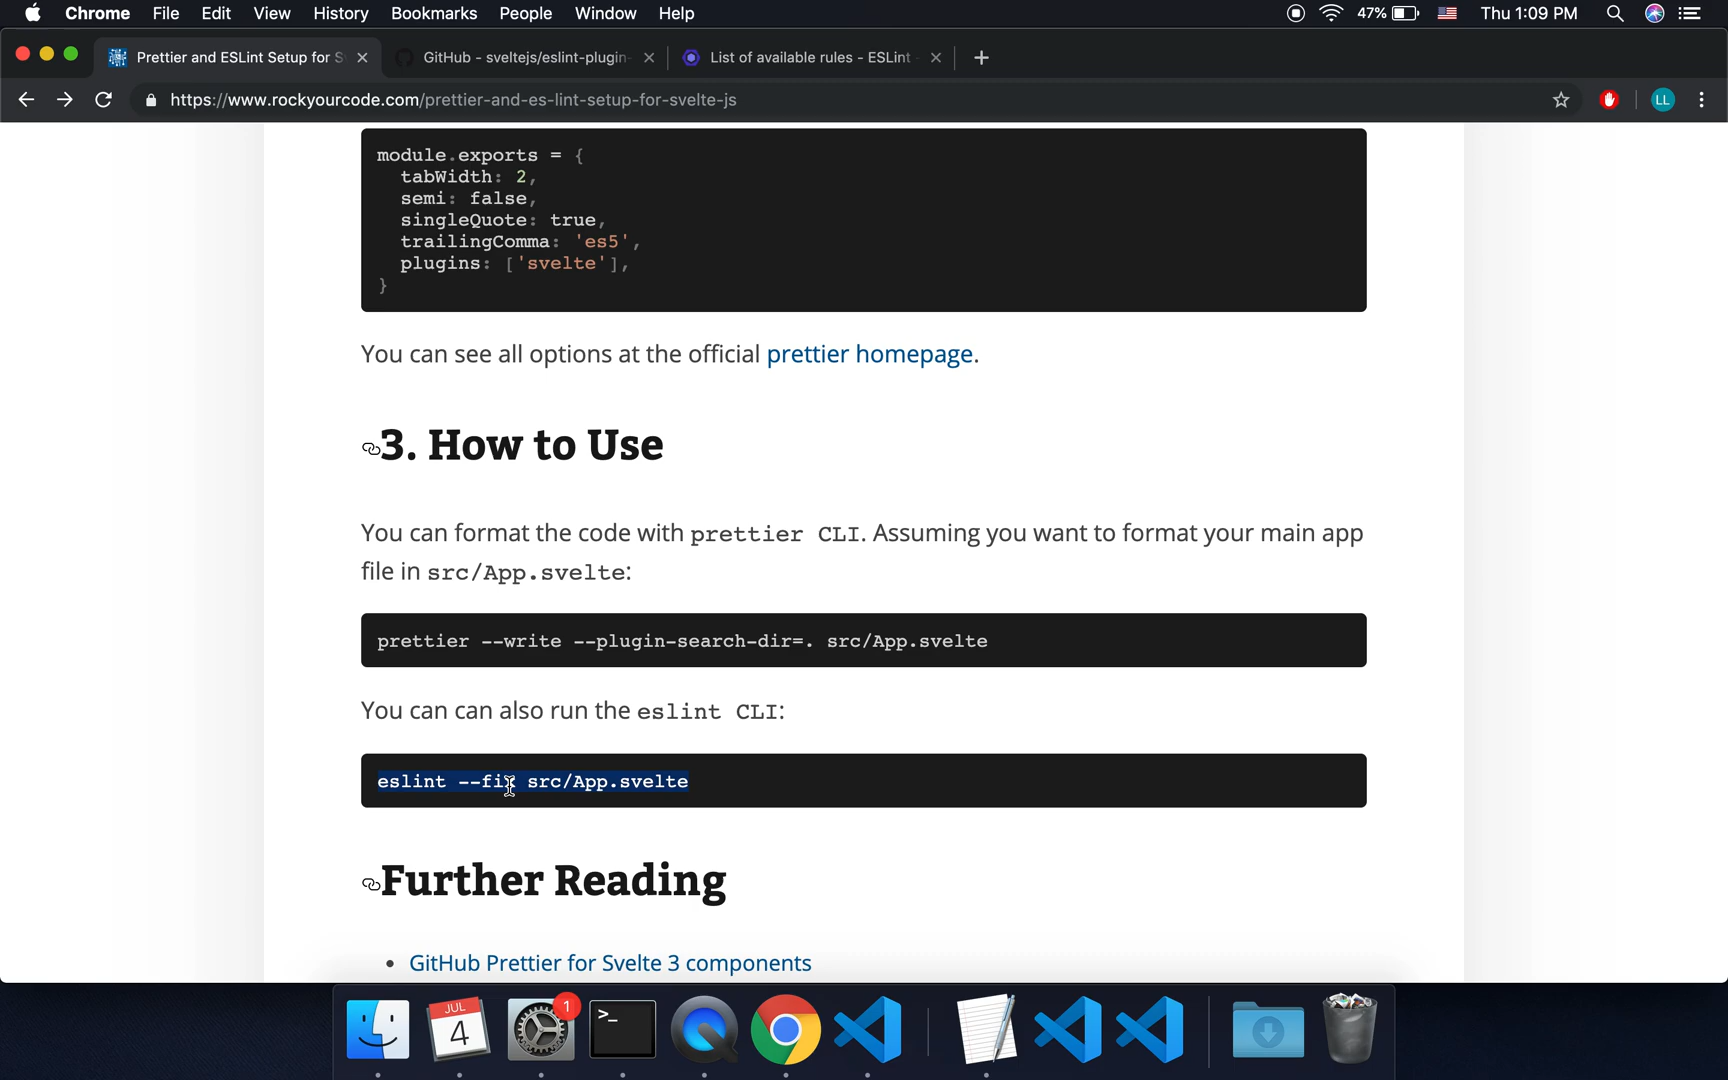 Chrome File Edit View History Bookmarks People Window Help 47% Thu 1:09 PM
Prettier and ESLint Setup for S GitHub - sveltejs/eslint-plugin- List of available rules - ESLint
https://www.rockyourcode.com/prettier-and-es-lint-setup-for-svelte-js LL
module.exports = {
tabWidth: 2,
semi: false,
singleQuote: true,
trailingComma: 'es5',
plugins: ['svelte'],
}
You can see all options at the official prettier homepage.
3. How to Use
You can format the code with prettier CLI. Assuming you want to format your main app
file in src/App.svelte:
prettier --write --plugin-search-dir=. src/App.svelte
You can can also run the eslint CLI:
eslint --fix src/App.svelte
Further Reading
• GitHub Prettier for Svelte 3 components
JUL
4
1
>_